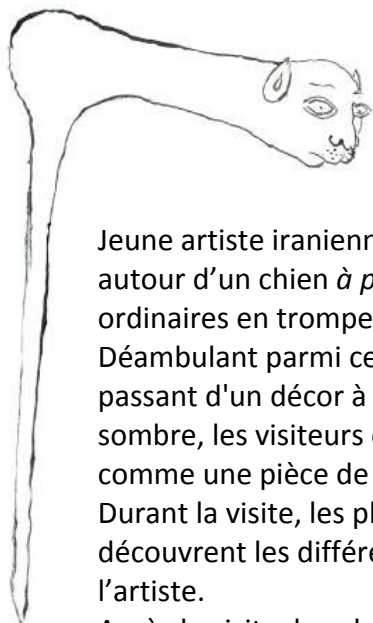 Jeune artiste iranienn
autour d’un chien à p
ordinaires en trompe
Déambulant parmi ce
passant d'un décor à
sombre, les visiteurs
comme une pièce de
Durant la visite, les pl
découvrent les différe
l’artiste.